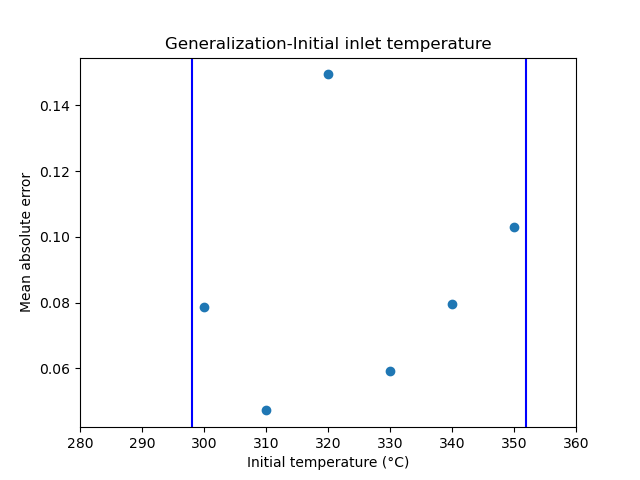 Generalization-Initial inlet temperature
Mean absolute error
0.14
0.12
0.10
0.08
0.06
280 290 300 310 320 330 340 350 360
Initial temperature (°C)